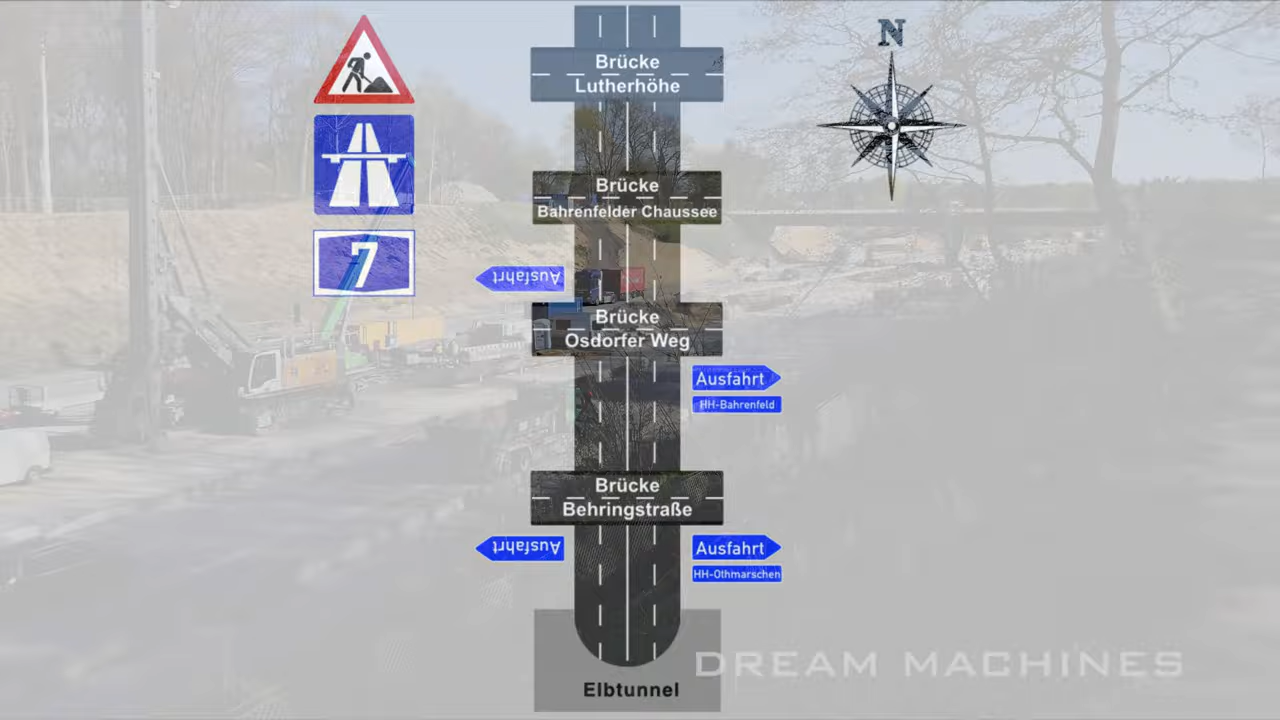 N
Brücke
Lutherhöhe
Brücke
Bahrenfelder Chaussee
7
Ausfahrt
Brücke
Osdorfer Weg
Ausfahrt
HH-Bahrenfeld
Brücke
Behringstraße
Ausfahrt
Ausfahrt
HH-Othmarschen
DREAM MACHINES
Elbtunnel